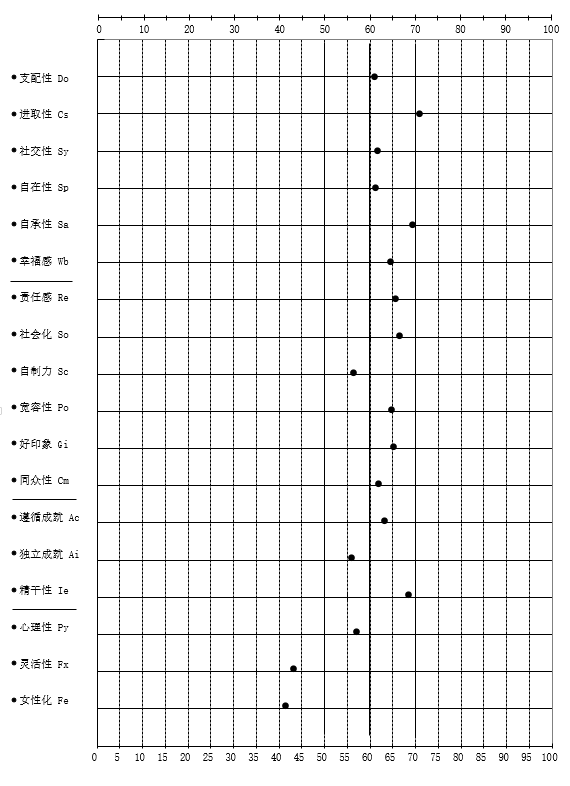 0 10 20 30 40 50 60 70 80 90 100
支配性 Do
进取性 Cs
社交性 Sy
自在性 Sp
自承性 Sa
幸福感 Wb
责任感 Re
社会化 So
自制力 Sc
宽容性 Po
好印象 Gi
同众性 Cm
遵循成就 Ac
独立成就 Ai
精干性 Ie
心理性 Py
灵活性 Fx
女性化 Fe
0 5 10 15 20 25 30 35 40 45 50 55 60 65 70 75 80 85 90 95 100